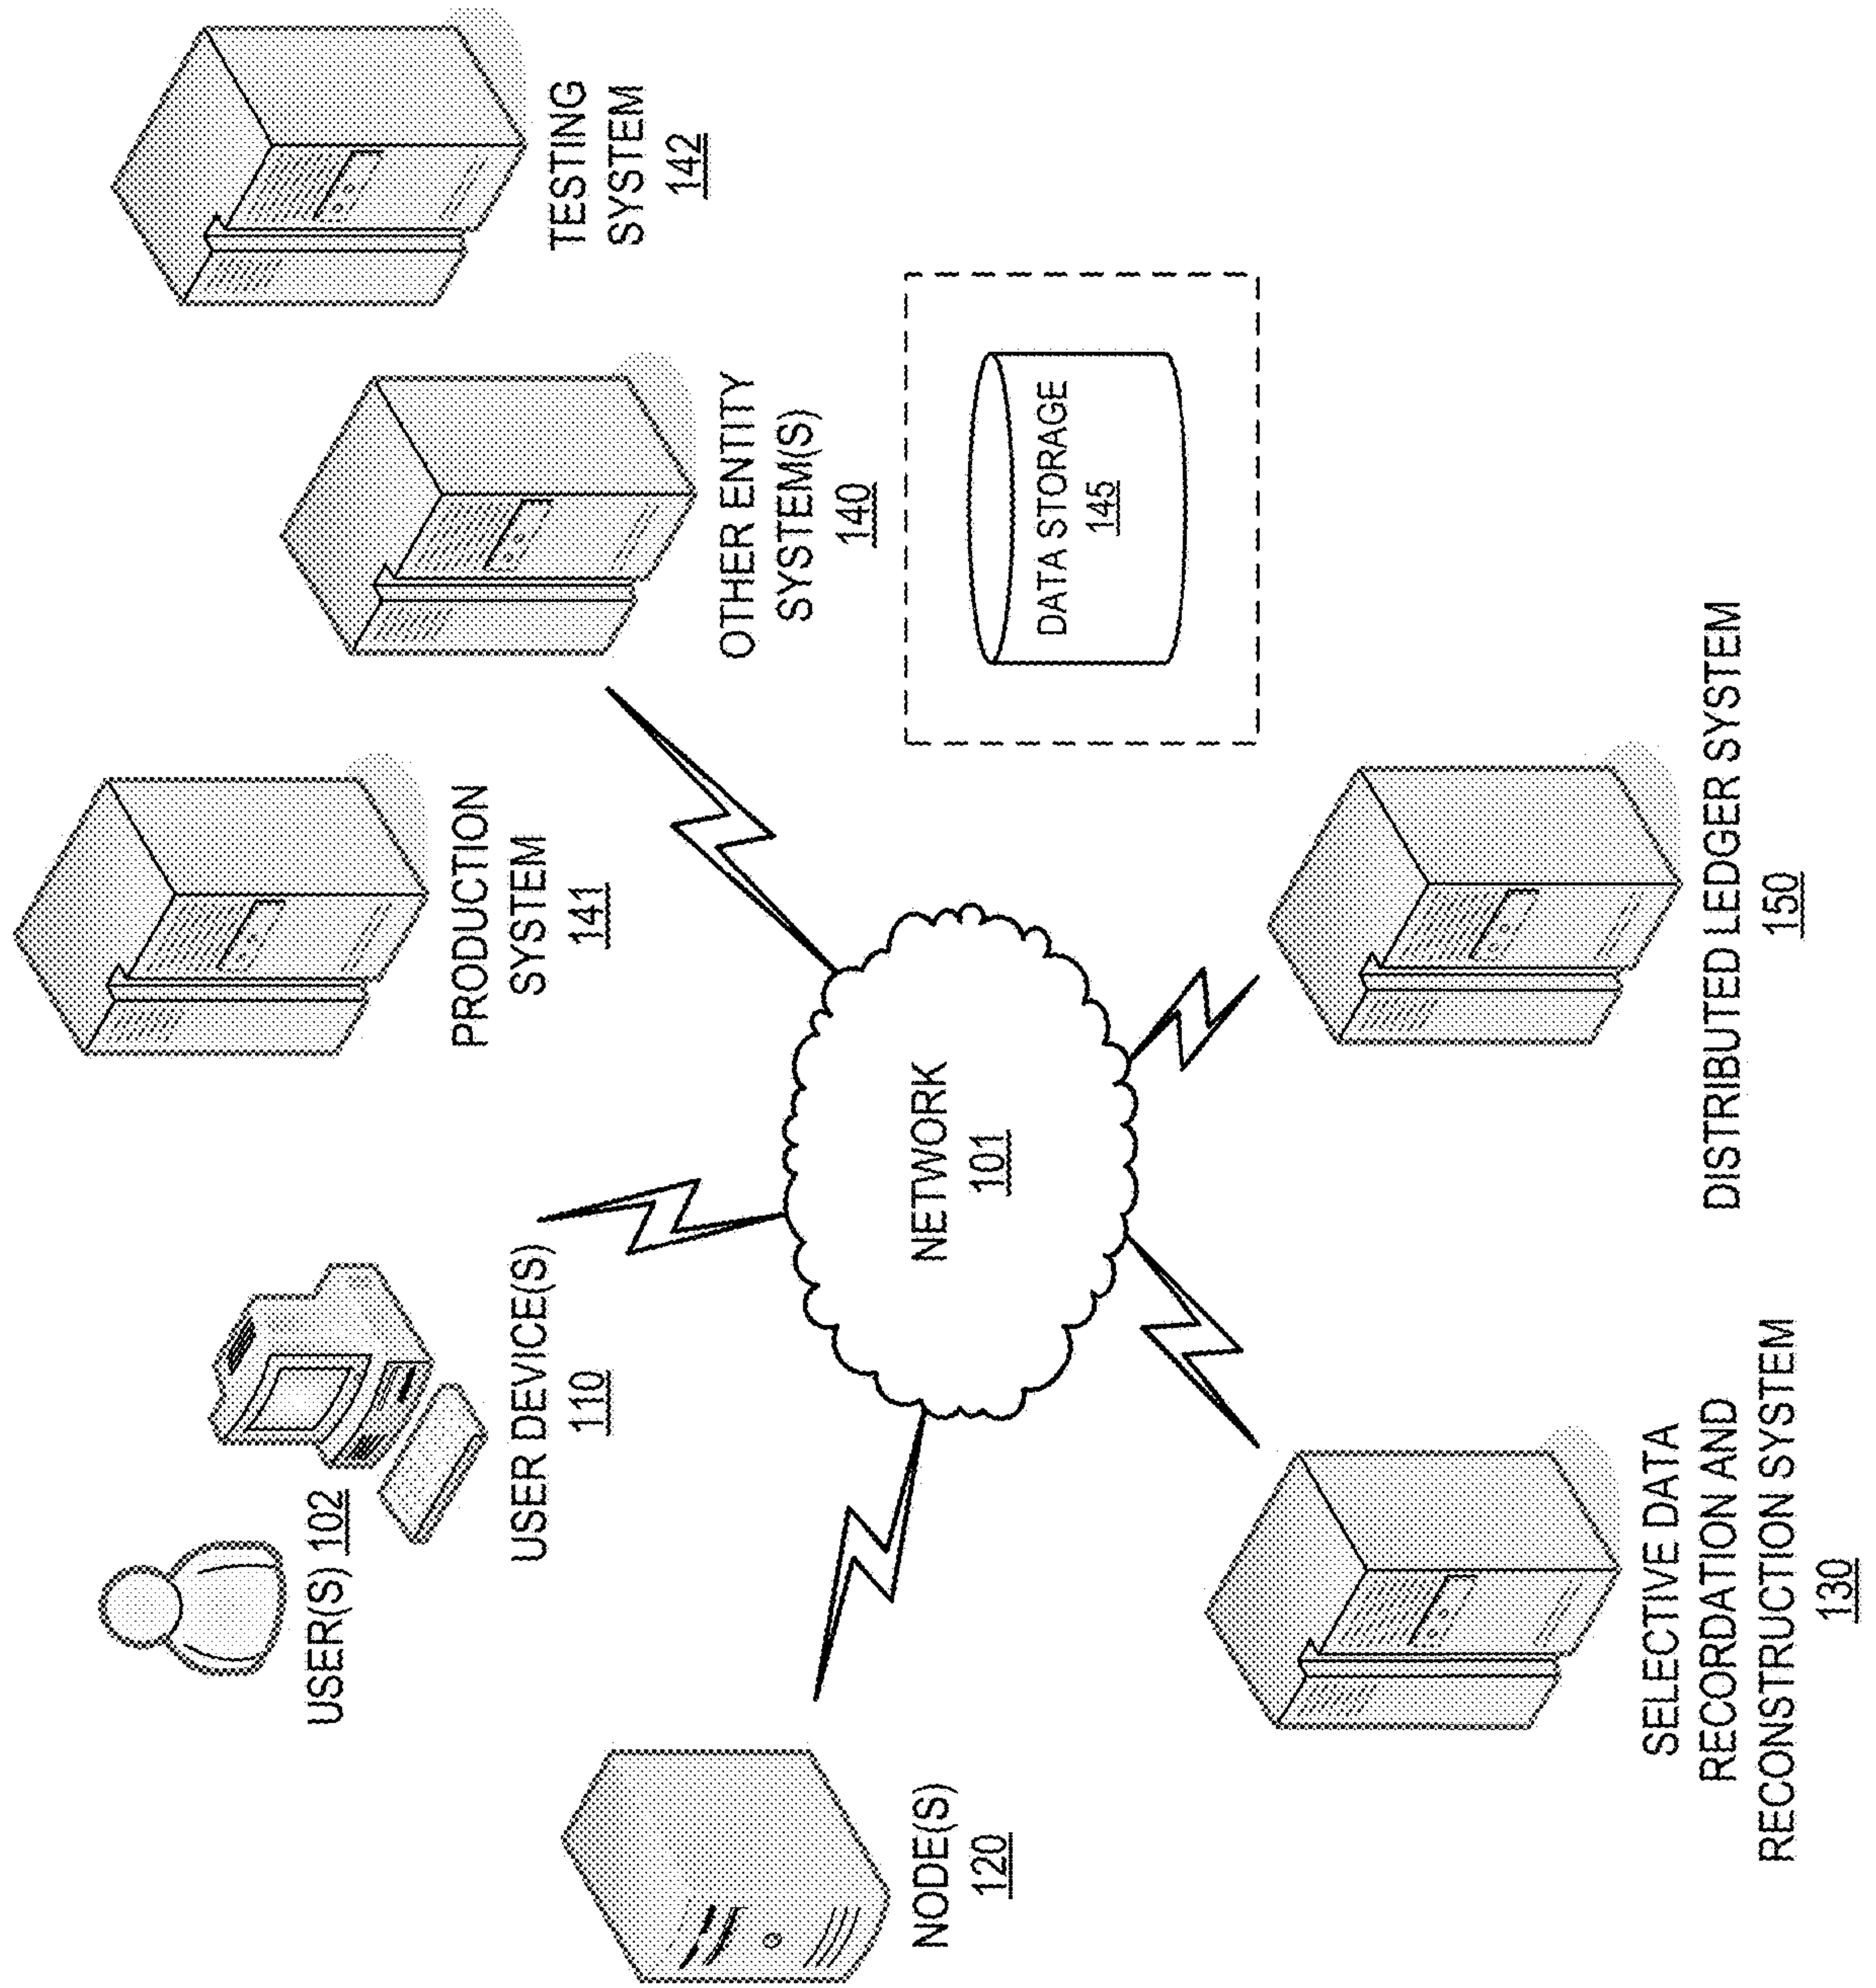 USER(S) 102
USER DEVICE(S)
110
PRODUCTION
SYSTEM
141
TESTING
SYSTEM
142
OTHER ENTITY
SYSTEM(S)
140
NODE(S)
120
NETWORK
101
DATA STORAGE
145
SELECTIVE DATA
RECORDATION AND
RECONSTRUCTION SYSTEM
130
DISTRIBUTED LEDGER SYSTEM
150